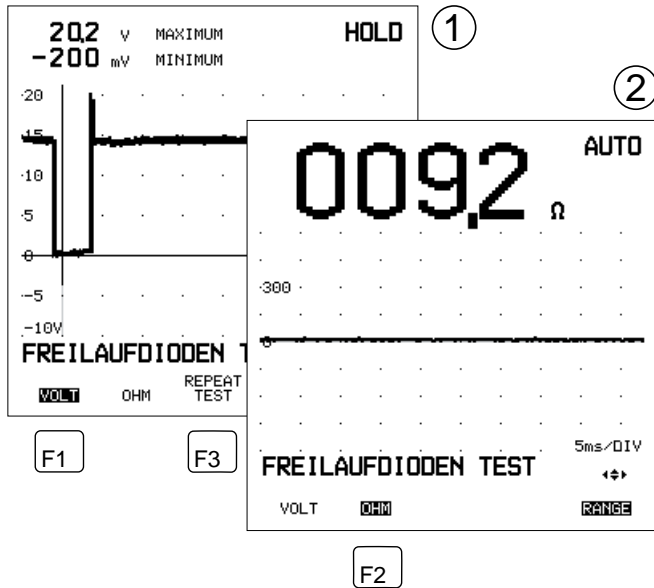 20.2 V MAXIMUM HOLD
-200 mV MINIMUM
1
20
15
10
5
0
-5
-10V
FREILAUFDIODEN T
VOLT OHM REPEAT TEST
F1 F3
2
AUTO
009.2 Ω
300
0
5ms/DIV
FREILAUFDIODEN TEST
VOLT OHM RANGE
F2